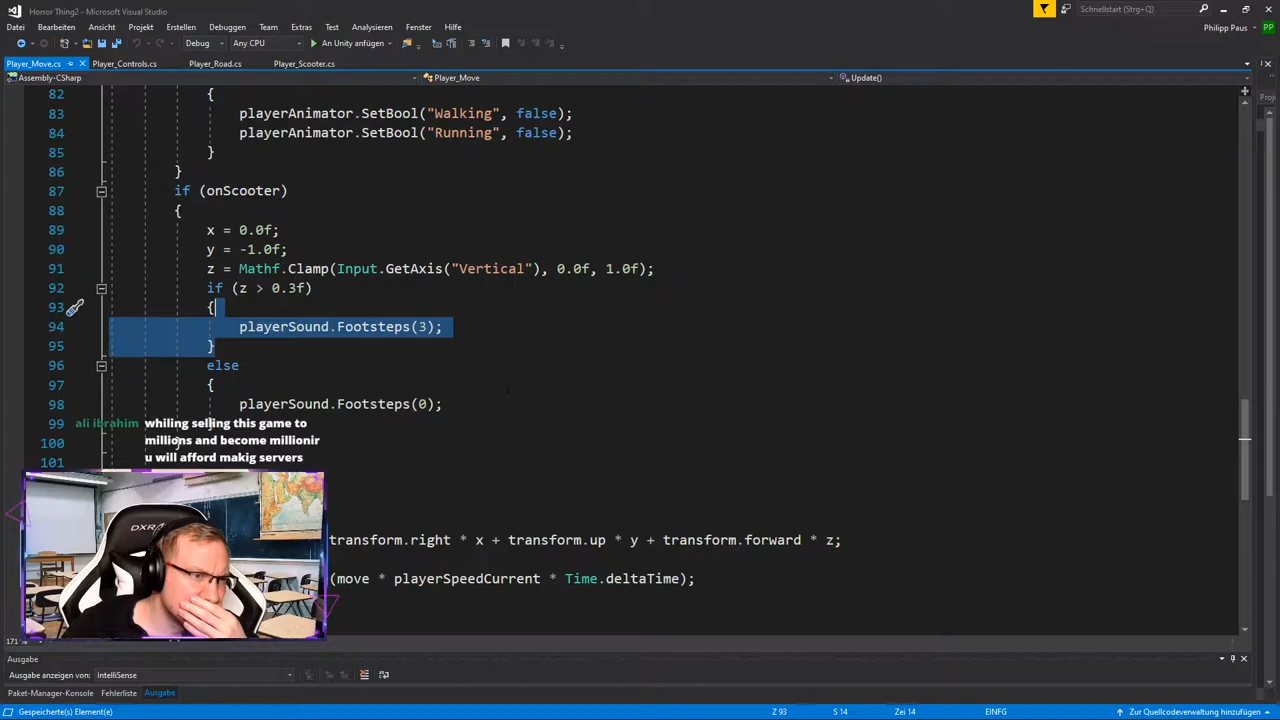 Horror Thing2 - Microsoft Visual Studio
Schnellstart (Strg+Q)
Datei Bearbeiten Ansicht Projekt Erstellen Debuggen Team Extras Test Analysieren Fenster Hilfe
Philipp Paus PP
Debug Any CPU An Unity anfügen
Player_Move.cs Player_Controls.cs Player_Road.cs Player_Scooter.cs
Assembly-CSharp Player_Move Update()
82 {
83 playerAnimator.SetBool("Walking", false);
84 playerAnimator.SetBool("Running", false);
85 }
86 }
87 if (onScooter)
88 {
89 x = 0.0f;
90 y = -1.0f;
91 z = Mathf.Clamp(Input.GetAxis("Vertical"), 0.0f, 1.0f);
92 if (z > 0.3f)
93 {
94 playerSound.Footsteps(3);
95 }
96 else
97 {
98 playerSound.Footsteps(0);
99 }
ali ibrahim whiling selling this game to
100 }
millions and become millionir
101
u will afford makig servers
DXR
transform.right * x + transform.up * y + transform.forward * z;
(move * playerSpeedCurrent * Time.deltaTime);
171 %
Ausgabe
Ausgabe anzeigen von: IntelliSense
Paket-Manager-Konsole Fehlerliste Ausgabe
Gespeicherte(s) Element(e) Z 93 S 14 Zei 14 EINFG Zur Quellcodeverwaltung hinzufügen